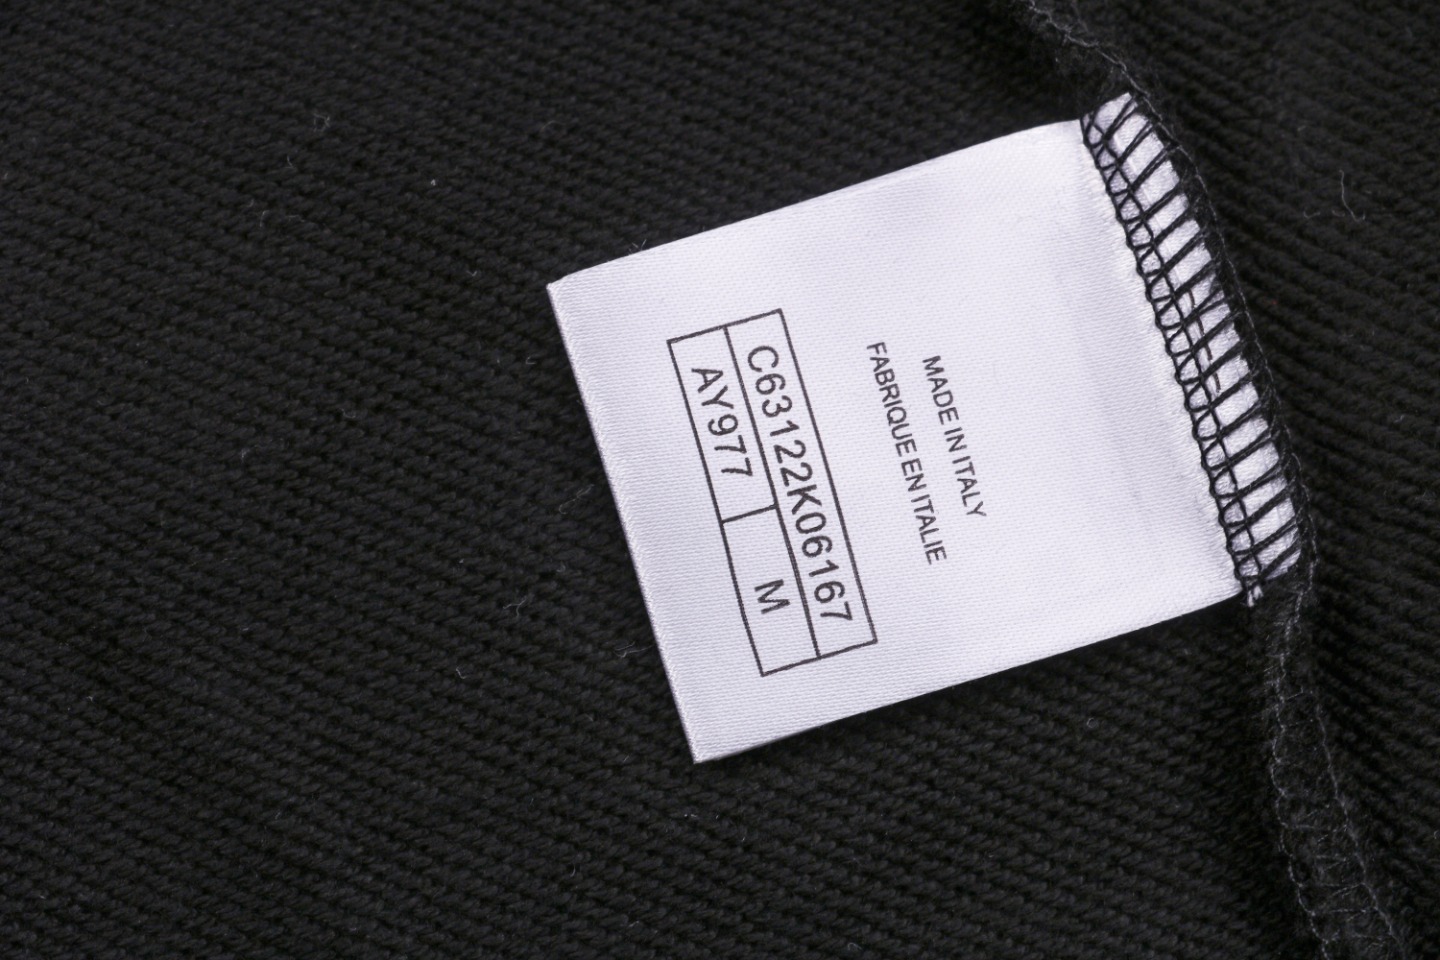 MADE IN ITALY
FABRIQUE EN ITALIE
C63122K06167
AY977 M